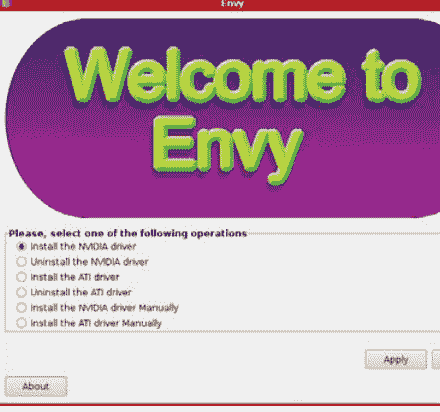 Envy
Welcome to
Envy
Please, select one of the following operations
Install the NVIDIA driver
Uninstall the NVIDIA driver
Install the ATI driver
Uninstall the ATI driver
Install the NVIDIA driver Manually
Install the ATI driver Manually
Apply
About